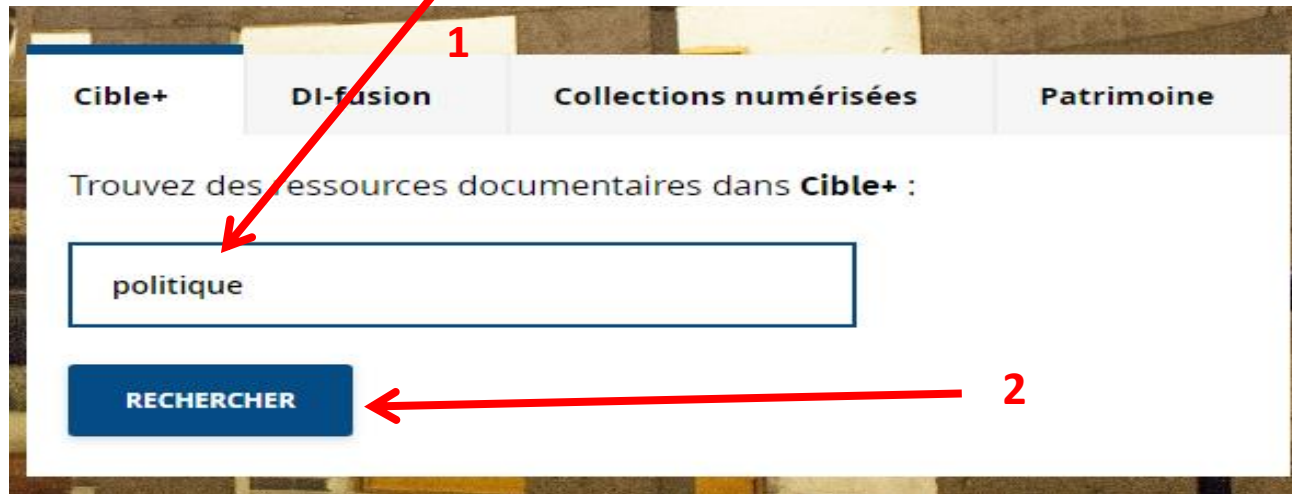 1
Cible+ DI-fusion Collections numérisées Patrimoine
Trouvez des ressources documentaires dans Cible+ :
politique
RECHERCHER
2